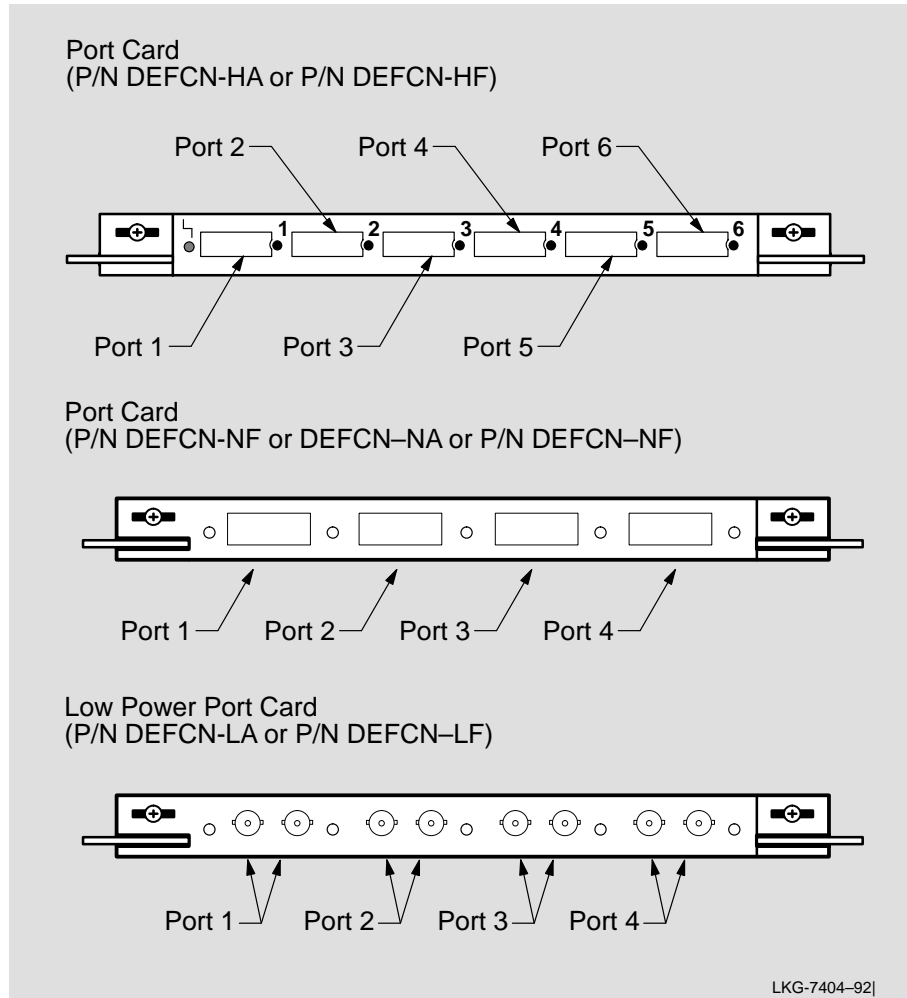 Port Card
(P/N DEFCN-HA or P/N DEFCN-HF)
Port 2 Port 4 Port 6
1 2 3 4 5 6
Port 1 Port 3 Port 5
Port Card
(P/N DEFCN-NF or DEFCN–NA or P/N DEFCN–NF)
Port 1 Port 2 Port 3 Port 4
Low Power Port Card
(P/N DEFCN-LA or P/N DEFCN–LF)
Port 1 Port 2 Port 3 Port 4
LKG-7404–92|